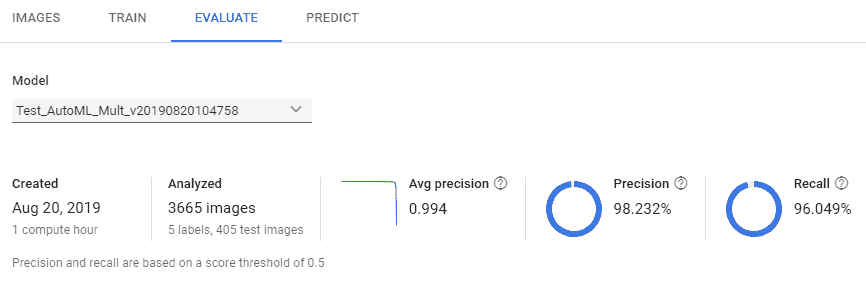 IMAGES TRAIN EVALUATE PREDICT
Model
Test_AutoML_Mult_v20190820104758
Created
Aug 20, 2019
1 compute hour
Analyzed
3665 images
5 labels, 405 test images
Avg precision
0.994
Precision
98.232%
Recall
96.049%
Precision and recall are based on a score threshold of 0.5